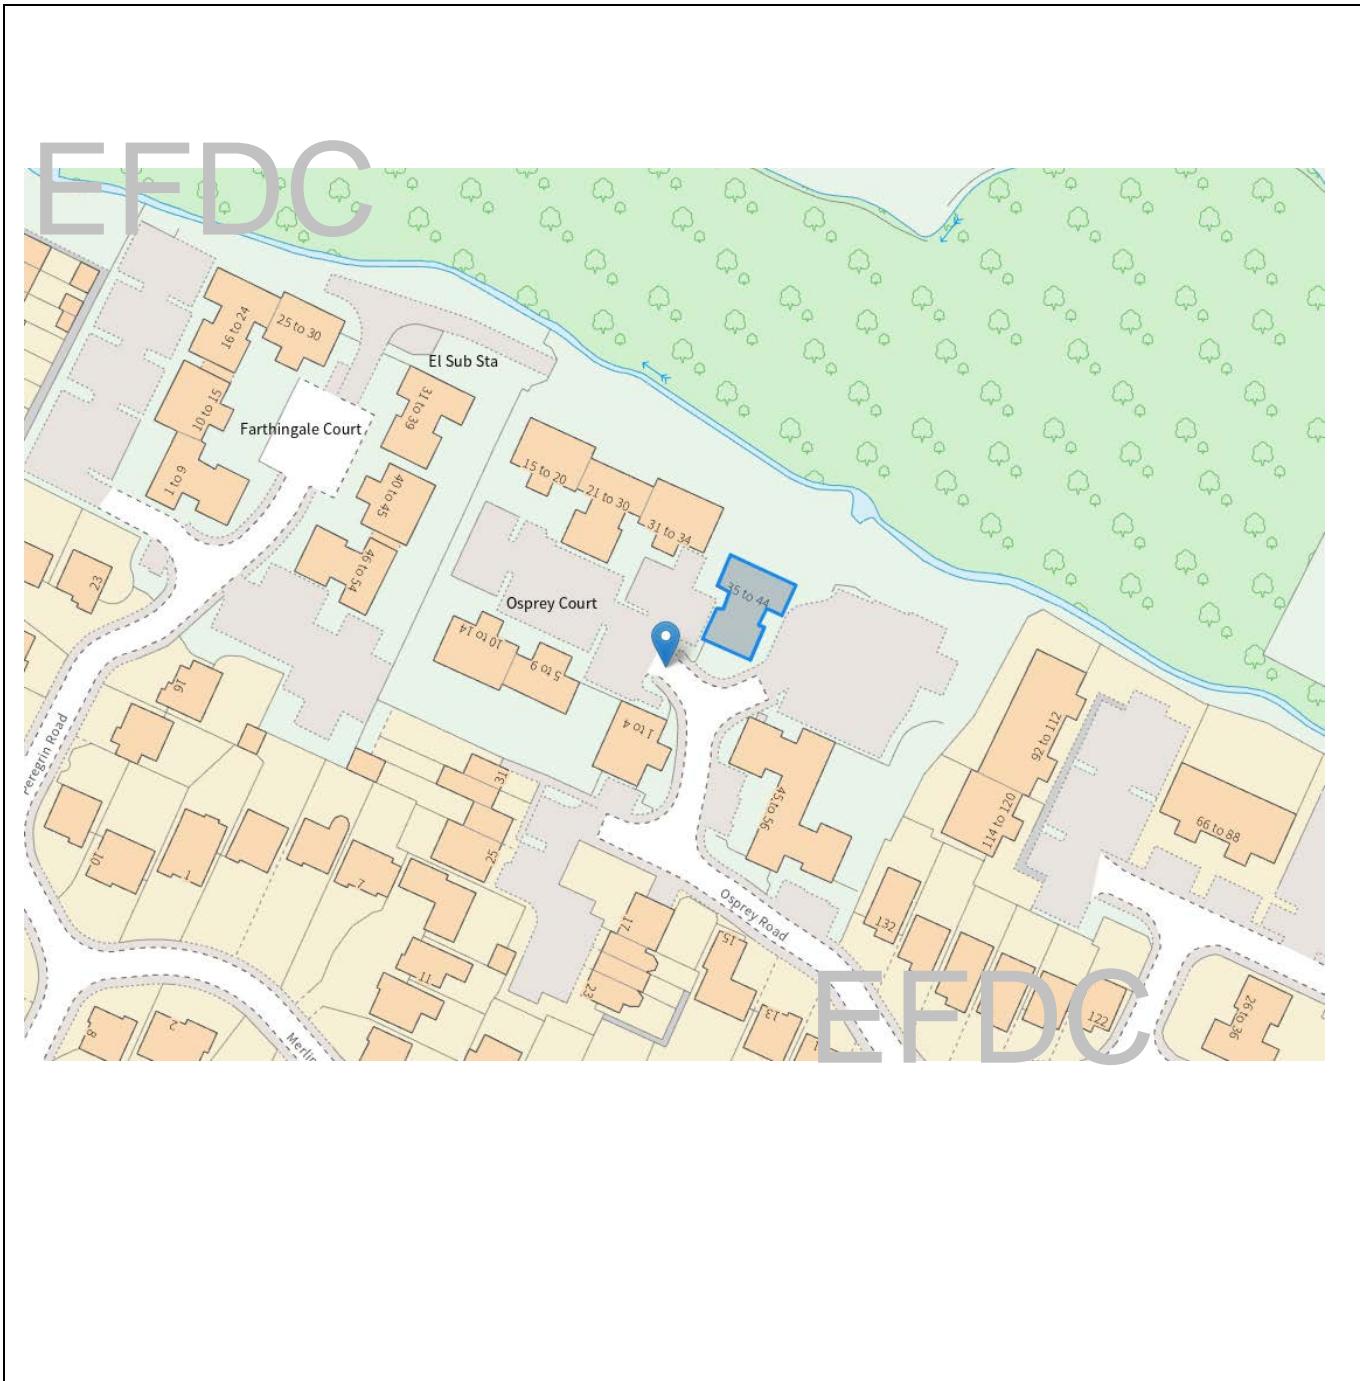 EFDC
16 to 24
25 to 30
El Sub Sta
31 to 39
10 to 15
Farthingale Court
1 to 9
40 to 45
15 to 20
21 to 30
31 to 34
46 to 54
23
35 to 44
Osprey Court
10 to 14
5 to 9
16
1 to 4
Peregrin Road
92 to 112
31
114 to 120
66 to 88
45 to 56
25
10
1
7
Osprey Road
132
17
15
11
23
13
122
26 to 36
8
2
Merlin
1
EFDC